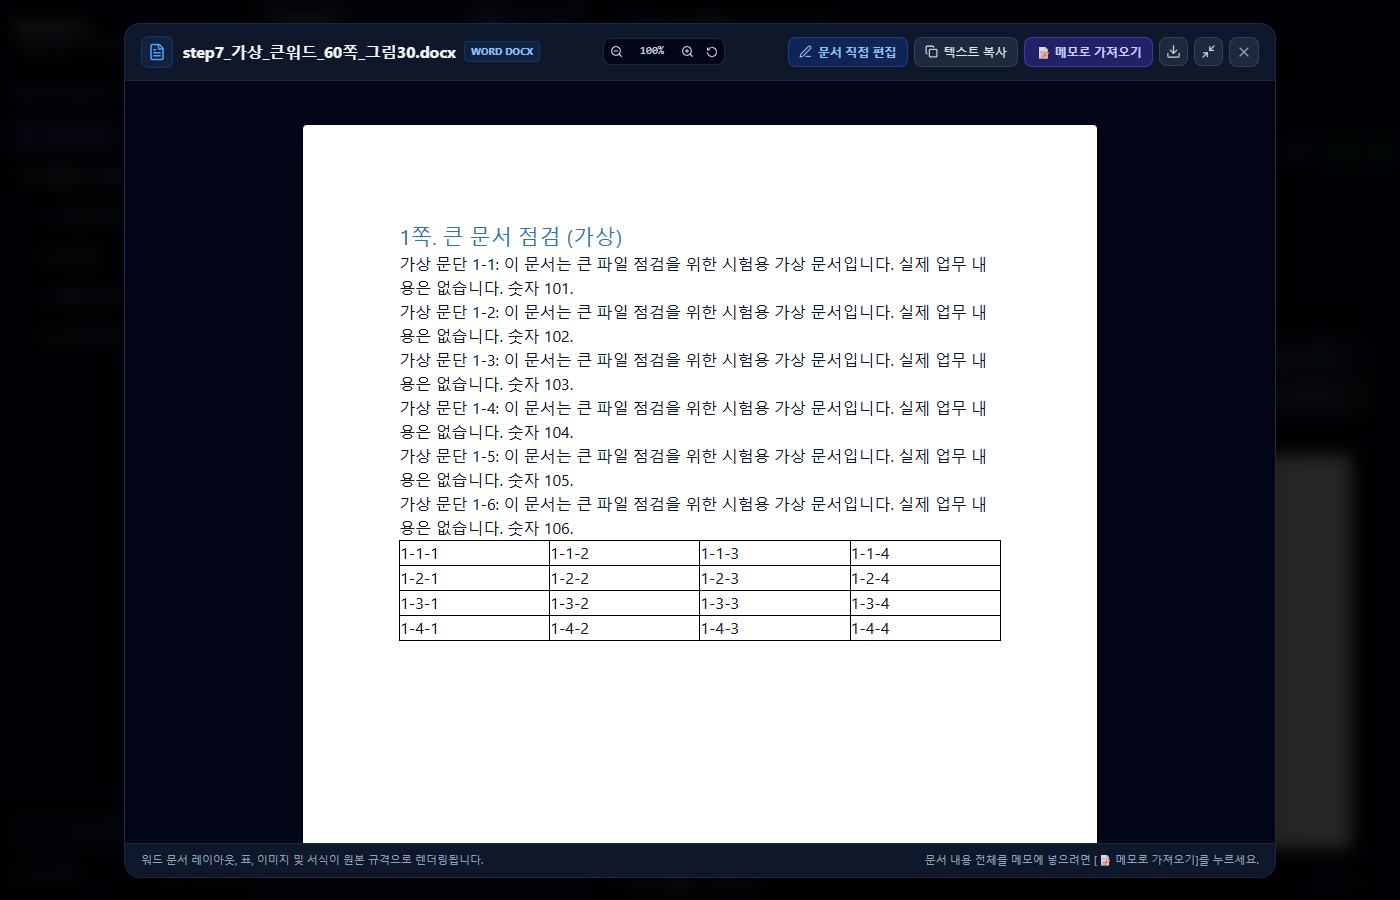 step7_가상_큰워드_60쪽_그림30.docx WORD DOCX 100% 문서 직접 편집 텍스트 복사 메모로 가져오기
1쪽. 큰 문서 점검 (가상)
가상 문단 1-1: 이 문서는 큰 파일 점검을 위한 시험용 가상 문서입니다. 실제 업무 내
용은 없습니다. 숫자 101.
가상 문단 1-2: 이 문서는 큰 파일 점검을 위한 시험용 가상 문서입니다. 실제 업무 내
용은 없습니다. 숫자 102.
가상 문단 1-3: 이 문서는 큰 파일 점검을 위한 시험용 가상 문서입니다. 실제 업무 내
용은 없습니다. 숫자 103.
가상 문단 1-4: 이 문서는 큰 파일 점검을 위한 시험용 가상 문서입니다. 실제 업무 내
용은 없습니다. 숫자 104.
가상 문단 1-5: 이 문서는 큰 파일 점검을 위한 시험용 가상 문서입니다. 실제 업무 내
용은 없습니다. 숫자 105.
가상 문단 1-6: 이 문서는 큰 파일 점검을 위한 시험용 가상 문서입니다. 실제 업무 내
용은 없습니다. 숫자 106.
1-1-1 1-1-2 1-1-3 1-1-4
1-2-1 1-2-2 1-2-3 1-2-4
1-3-1 1-3-2 1-3-3 1-3-4
1-4-1 1-4-2 1-4-3 1-4-4
워드 문서 레이아웃, 표, 이미지 및 서식이 원본 규격으로 렌더링됩니다. 문서 내용 전체를 메모에 넣으려면 [📝 메모로 가져오기]를 누르세요.